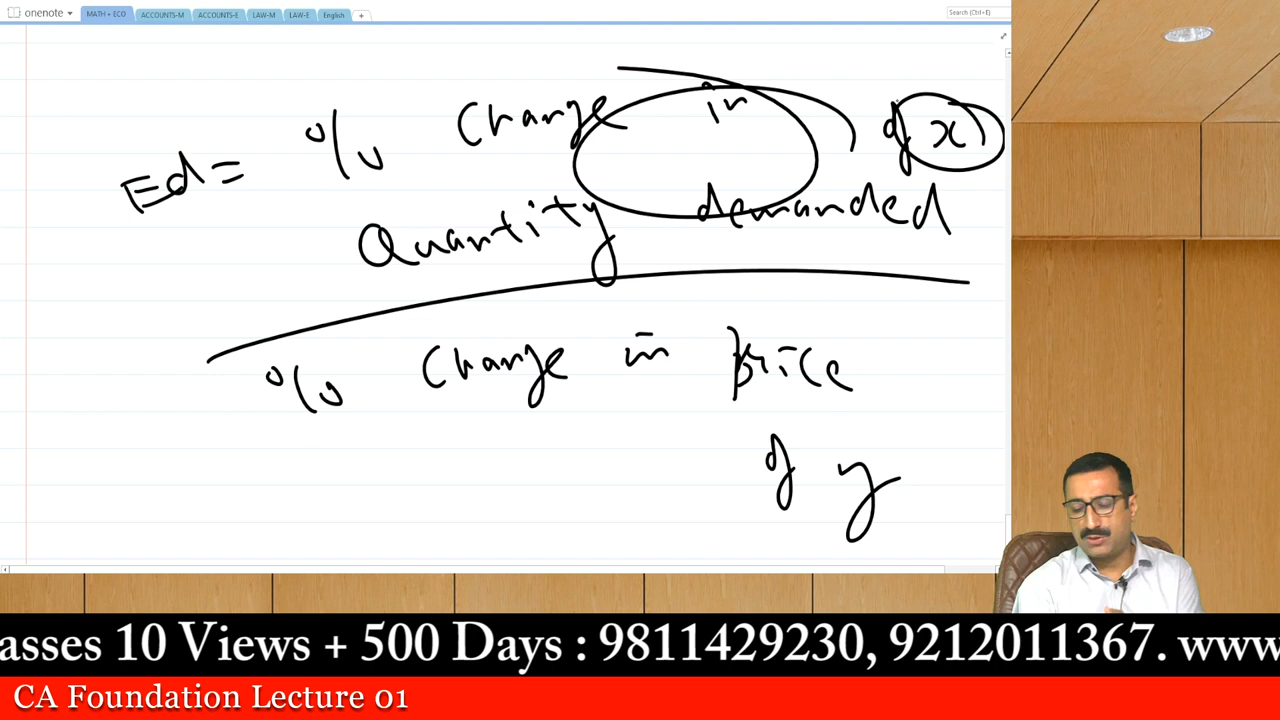 onenote
MATH + ECO ACCOUNTS-M ACCOUNTS-E LAW-M LAW-E English +
Search (Ctrl+E)
Ed = % Change in of x
Quantity demanded
% Change in price
of y
asses 10 Views + 500 Days : 9811429230, 9212011367. www
CA Foundation Lecture 01